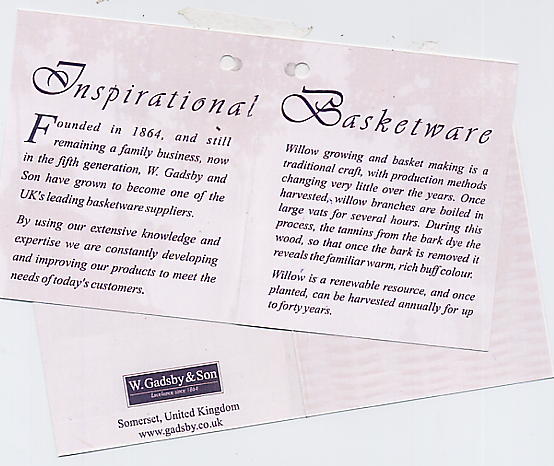 Inspirational
Founded in 1864, and still
remaining a family business, now
in the fifth generation, W. Gadsby and
Son have grown to become one of the
UK's leading basketware suppliers.
By using our extensive knowledge and
expertise we are constantly developing
and improving our products to meet the
needs of today's customers.
Basketware
Willow growing and basket making is a
traditional craft, with production methods
changing very little over the years. Once
harvested, willow branches are boiled in
large vats for several hours. During this
process, the tannins from the bark dye the
wood, so that once the bark is removed it
reveals the familiar warm, rich buff colour.
Willow is a renewable resource, and once
planted, can be harvested annually for up
to forty years.
W. Gadsby & Son
Excellence since 1864
Somerset, United Kingdom
www.gadsby.co.uk